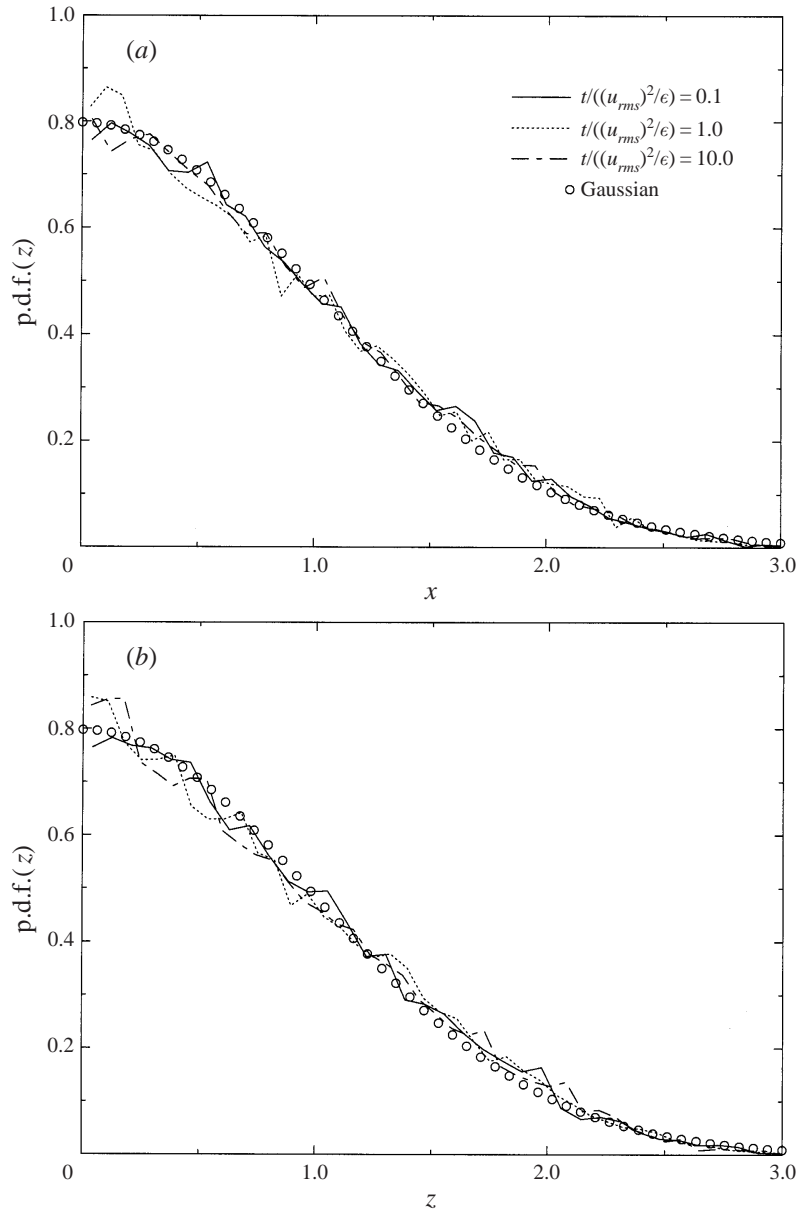 1.0
(a)
t/((u_rms)^2/ϵ) = 0.1
t/((u_rms)^2/ϵ) = 1.0
t/((u_rms)^2/ϵ) = 10.0
Gaussian
0.8
0.6
p.d.f.(z)
0.4
0.2
0 1.0 2.0 3.0
x
1.0
(b)
0.8
0.6
p.d.f.(z)
0.4
0.2
0 1.0 2.0 3.0
z